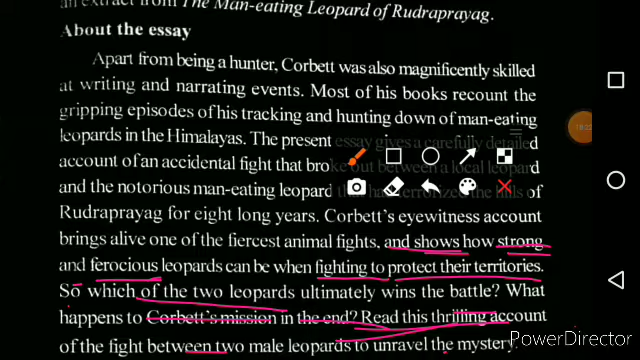 an extract from The Man-eating Leopard of Rudraprayag.
About the essay
Apart from being a hunter, Corbett was also magnificently skilled
at writing and narrating events. Most of his books recount the
gripping episodes of his tracking and hunting down of man-eating
leopards in the Himalayas. The present essay gives a carefully detailed
account of an accidental fight that broke out between a local leopard
and the notorious man-eating leopard that has terrorized the hills of
Rudraprayag for eight long years. Corbett's eyewitness account
brings alive one of the fiercest animal fights, and shows how strong
and ferocious leopards can be when fighting to protect their territories.
So which of the two leopards ultimately wins the battle? What
happens to Corbett's mission in the end? Read this thrilling account
of the fight between two male leopards to unravel the mystery.
PowerDirector